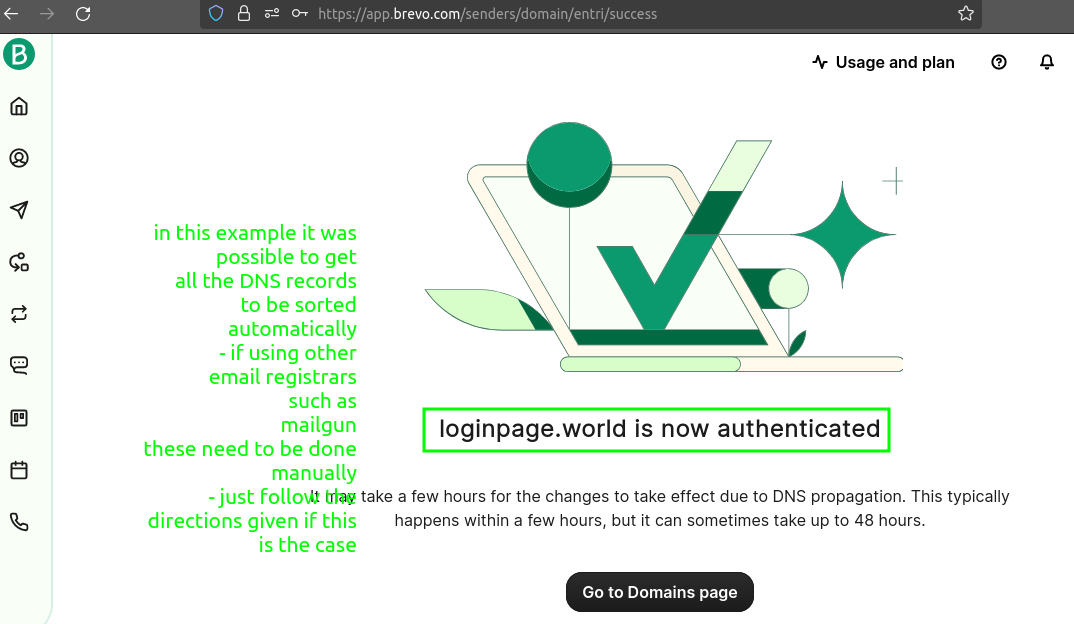 https://app.brevo.com/senders/domain/entri/success
B
Usage and plan
in this example it was
possible to get
all the DNS records
to be sorted
automatically
- if using other
email registrars
such as
mailgun
these need to be done
manually
- just follow the
directions given if this
is the case
loginpage.world is now authenticated
It may take a few hours for the changes to take effect due to DNS propagation. This typically
happens within a few hours, but it can sometimes take up to 48 hours.
Go to Domains page